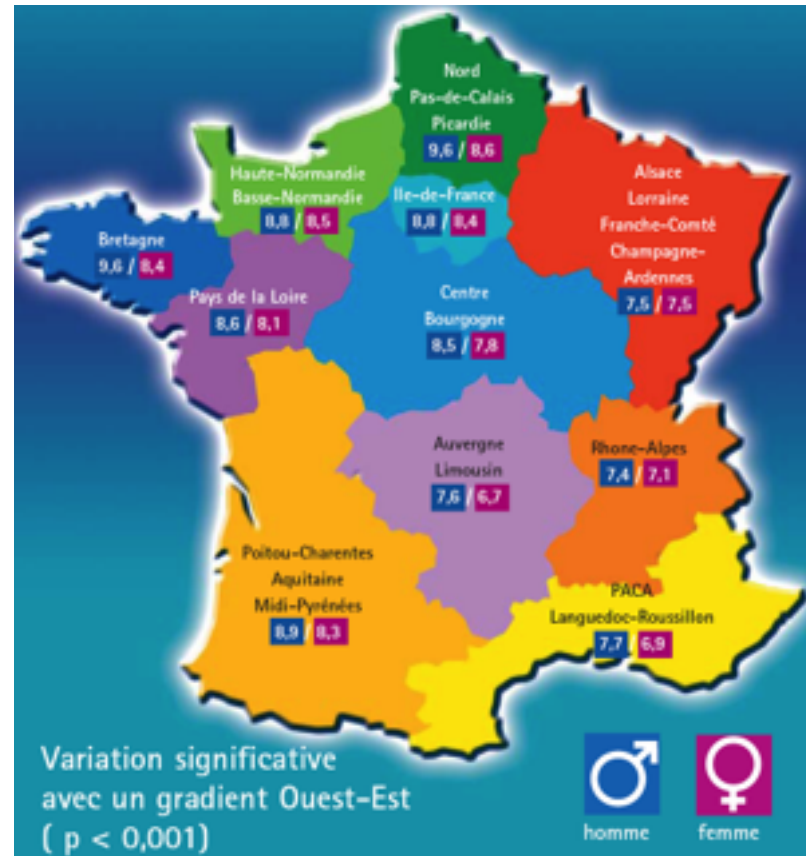 Nord
Pas-de-Calais
Picardie
9,6 / 8,6
Haute-Normandie
Basse-Normandie
8,8 / 8,5
Ile-de-France
8,8 / 8,4
Alsace
Lorraine
Franche-Comté
Champagne-
Ardennes
7,5 / 7,5
Bretagne
9,6 / 8,4
Pays de la Loire
8,6 / 8,1
Centre
Bourgogne
8,5 / 7,8
Auvergne
Limousin
7,6 / 6,7
Rhone-Alpes
7,4 / 7,1
Poitou-Charentes
Aquitaine
Midi-Pyrénées
8,9 / 8,3
PACA
Languedoc-Roussillon
7,7 / 6,9
Variation significative
avec un gradient Ouest-Est
( p < 0,001)
homme
femme